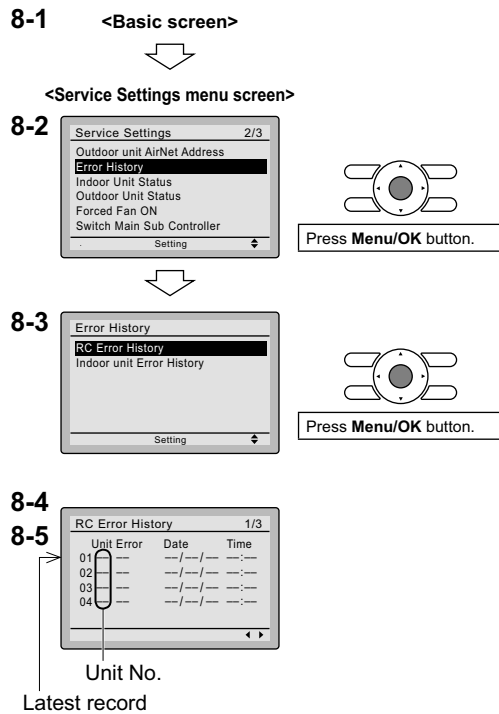 8-1
<Basic screen>
<Service Settings menu screen>
8-2
Service Settings 2/3
Outdoor unit AirNet Address
Error History
Indoor Unit Status
Outdoor Unit Status
Forced Fan ON
Switch Main Sub Controller
Setting
Press Menu/OK button.
8-3
Error History
RC Error History
Indoor unit Error History
Setting
Press Menu/OK button.
8-4
8-5
RC Error History 1/3
Unit Error Date Time
01 –– –– ––/––/–– ––:––
02 –– –– ––/––/–– ––:––
03 –– –– ––/––/–– ––:––
04 –– –– ––/––/–– ––:––
Unit No.
Latest record